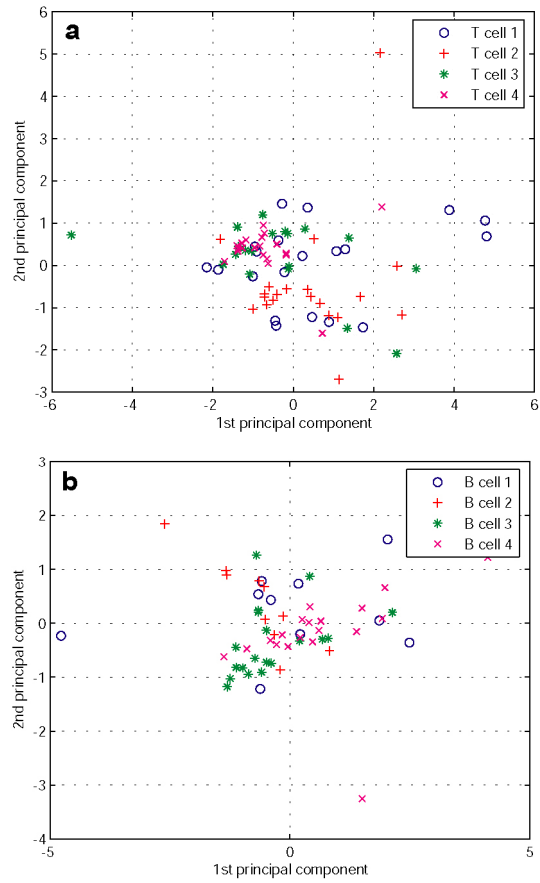 a
T cell 1
T cell 2
T cell 3
T cell 4
6
5
4
3
2
1
0
-1
-2
-3
2nd principal component
-6
-4
-2
0
2
4
6
1st principal component
b
B cell 1
B cell 2
B cell 3
B cell 4
3
2
1
0
-1
-2
-3
-4
2nd principal component
-5
0
5
1st principal component